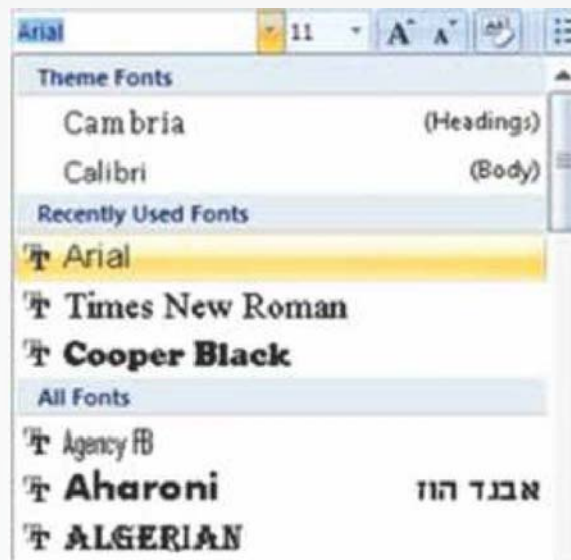 Arial 11 A A
Theme Fonts
Cambria (Headings)
Calibri (Body)
Recently Used Fonts
Arial
Times New Roman
Cooper Black
All Fonts
Agency FB
Aharoni אבגד הוז
ALGERIAN